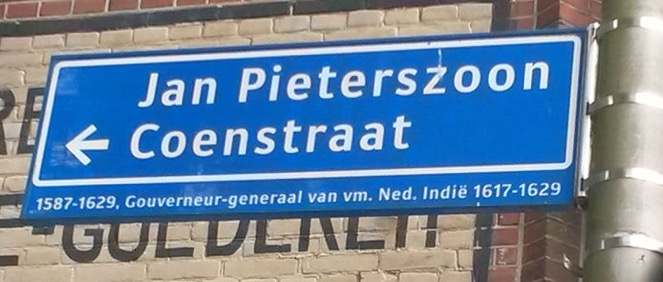 Jan Pieterszoon
← Coenstraat
1587-1629, Gouverneur-generaal van vm. Ned. Indië 1617-1629